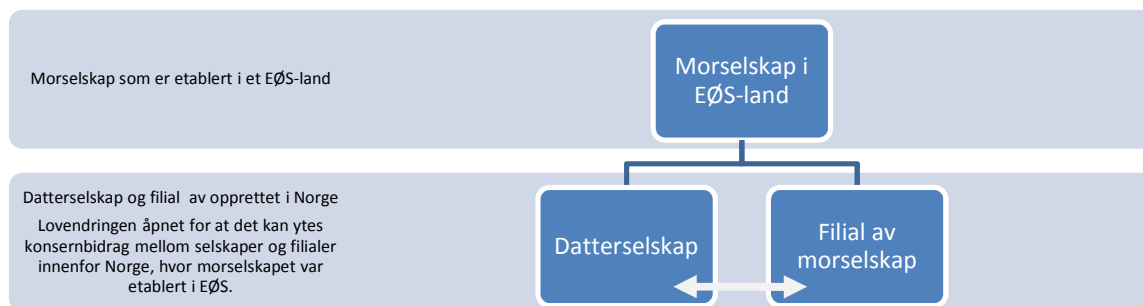 Morselskap som er etablert i et EØS-land
Morselskap i
EØS-land
Datterselskap og filial av opprettet i Norge
Lovendringen åpnet for at det kan ytes
konsernbidrag mellom selskaper og filialer
innenfor Norge, hvor morselskapet var
etablert i EØS.
Datterselskap
Filial av
morselskap